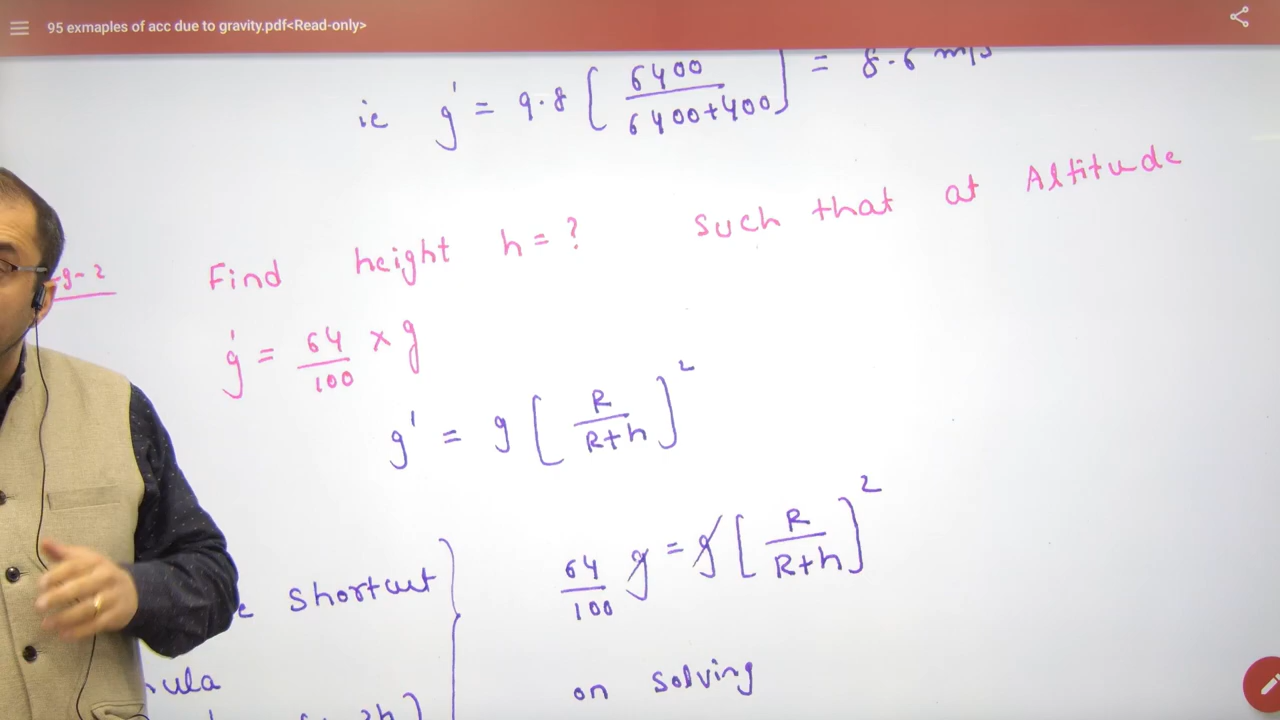 95 exmaples of acc due to gravity.pdf<Read-only>
ie g' = 9.8 [ 6400 / 6400+400 ] = 8.6 m/s
-g-2 Find height h = ? such that at Altitude
g' = 64/100 × g
g' = g [ R / R+h ]²
64/100 g = g [ R / R+h ]²
shortcut
on solving